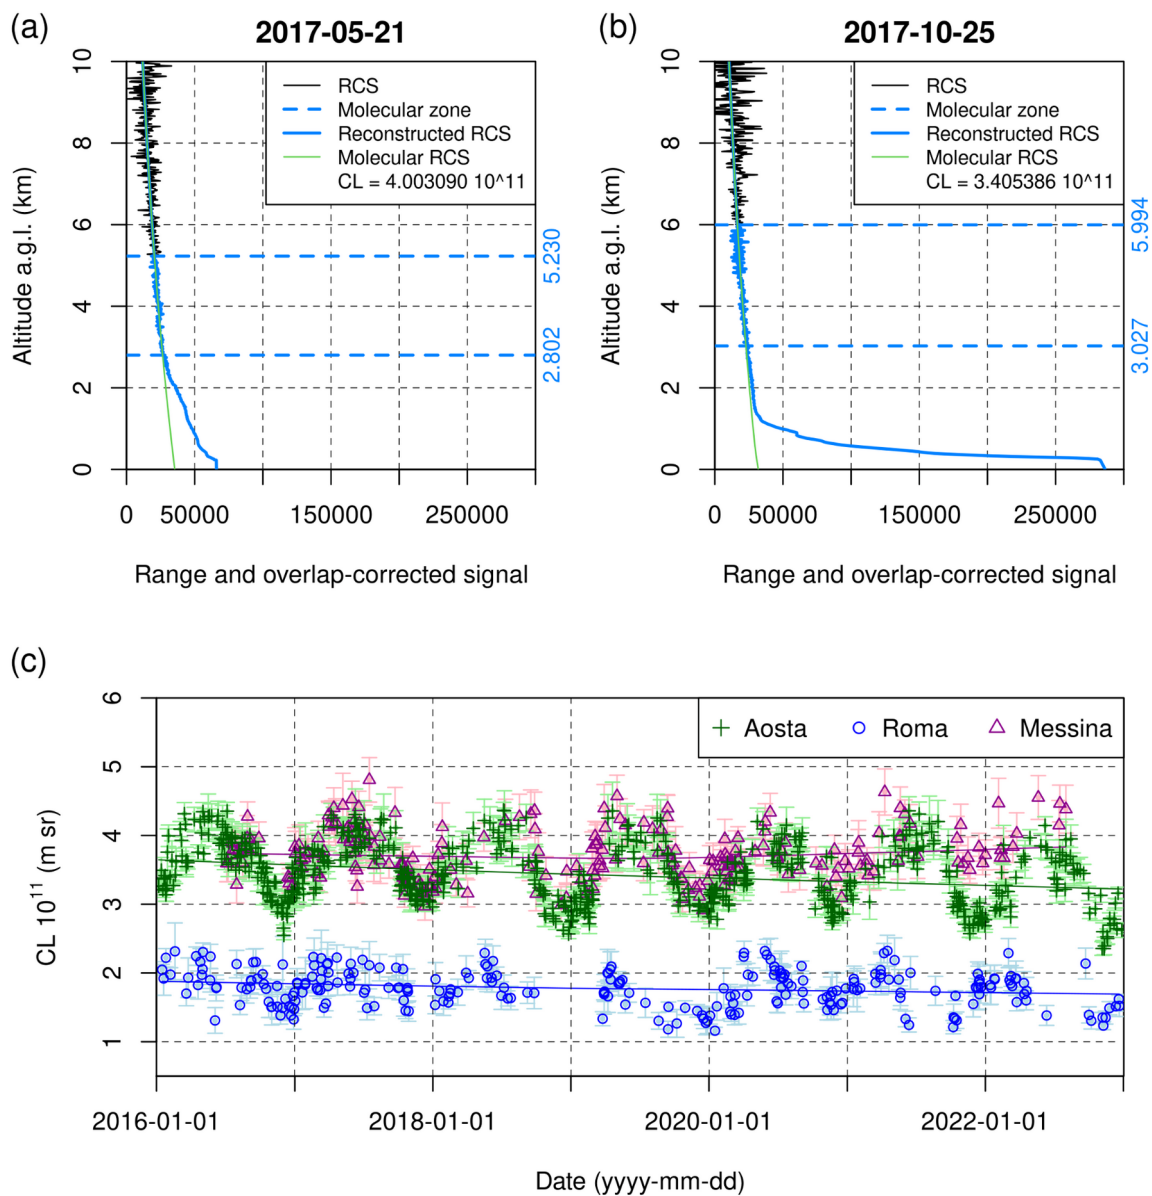 (a)
2017-05-21
10
8
6
4
2
0
Altitude a.g.l. (km)
RCS
Molecular zone
Reconstructed RCS
Molecular RCS
CL = 4.003090 10^11
5.230
2.802
0
50000
150000
250000
Range and overlap-corrected signal
(b)
2017-10-25
10
8
6
4
2
0
Altitude a.g.l. (km)
RCS
Molecular zone
Reconstructed RCS
Molecular RCS
CL = 3.405386 10^11
5.994
3.027
0
50000
150000
250000
Range and overlap-corrected signal
(c)
6
5
4
3
2
1
CL 10¹¹ (m sr)
Aosta
Roma
Messina
2016-01-01
2018-01-01
2020-01-01
2022-01-01
Date (yyyy-mm-dd)